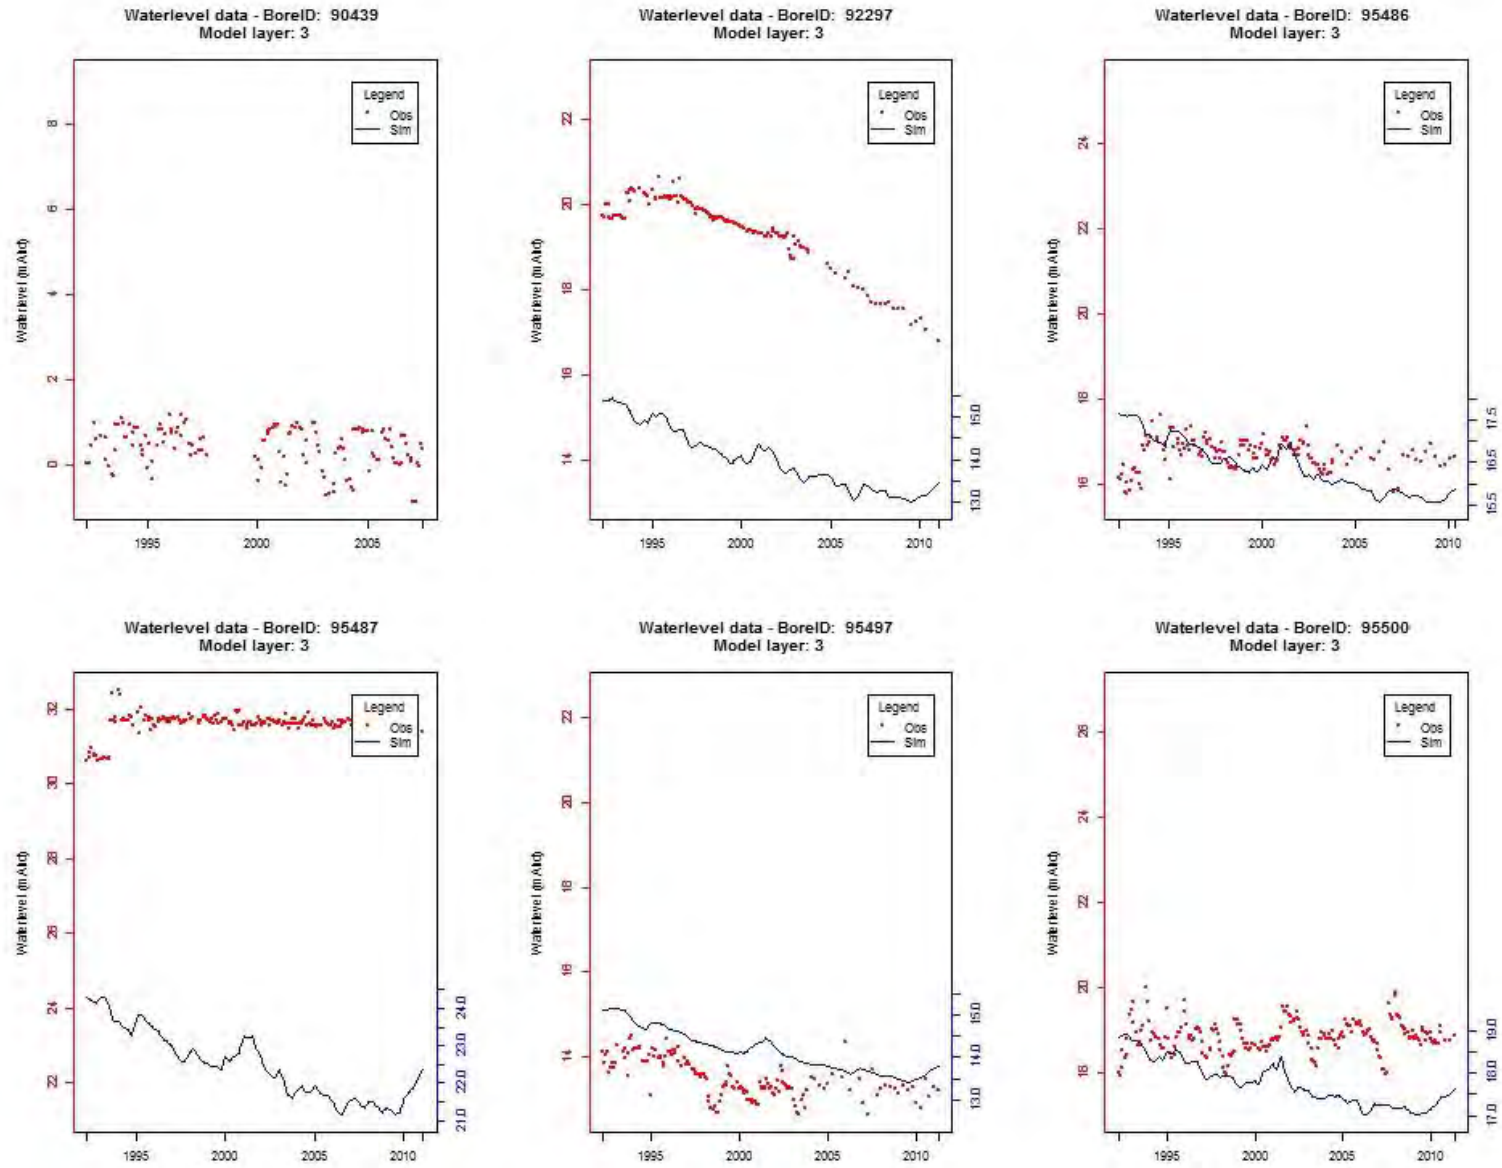 Waterlevel data - BoreID: 90439
Model layer: 3
Legend
Obs
Sim
Waterlevel (mAhd)
8
6
4
2
0
1995 2000 2005
Waterlevel data - BoreID: 92297
Model layer: 3
Legend
Obs
Sim
Waterlevel (mAhd)
22
20
18
16
14
15.0
14.0
13.0
1995 2000 2005 2010
Waterlevel data - BoreID: 95486
Model layer: 3
Legend
Obs
Sim
Waterlevel (mAhd)
24
22
20
18
16
17.5
16.5
15.5
1995 2000 2005 2010
Waterlevel data - BoreID: 95487
Model layer: 3
Legend
Obs
Sim
Waterlevel (mAhd)
32
30
28
26
24
22
24.0
23.0
22.0
21.0
1995 2000 2005 2010
Waterlevel data - BoreID: 95497
Model layer: 3
Legend
Obs
Sim
Waterlevel (mAhd)
22
20
18
16
14
15.0
14.0
13.0
1995 2000 2005 2010
Waterlevel data - BoreID: 95500
Model layer: 3
Legend
Obs
Sim
Waterlevel (mAhd)
26
24
22
20
18
19.0
18.0
17.0
1995 2000 2005 2010